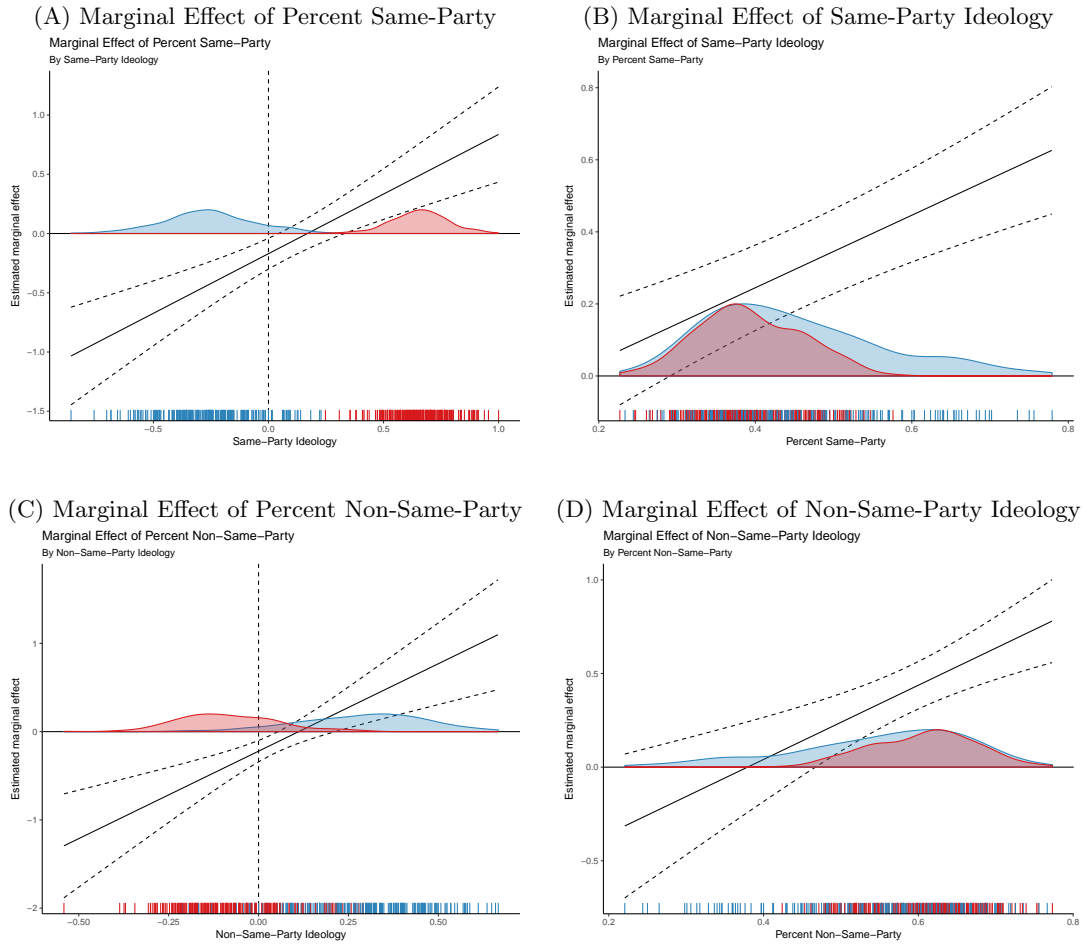 (A) Marginal Effect of Percent Same-Party
Marginal Effect of Percent Same−Party
By Same−Party Ideology
Estimated marginal effect
1.0
0.5
0.0
−0.5
−1.0
−1.5
−0.5
0.0
0.5
1.0
Same−Party Ideology
(B) Marginal Effect of Same-Party Ideology
Marginal Effect of Same−Party Ideology
By Percent Same−Party
Estimated marginal effect
0.8
0.6
0.4
0.2
0.0
0.2
0.4
0.6
0.8
Percent Same−Party
(C) Marginal Effect of Percent Non-Same-Party
Marginal Effect of Percent Non−Same−Party
By Non−Same−Party Ideology
Estimated marginal effect
1
0
−1
−2
−0.50
−0.25
0.00
0.25
0.50
Non−Same−Party Ideology
(D) Marginal Effect of Non-Same-Party Ideology
Marginal Effect of Non−Same−Party Ideology
By Percent Non−Same−Party
Estimated marginal effect
1.0
0.5
0.0
−0.5
0.2
0.4
0.6
0.8
Percent Non−Same−Party